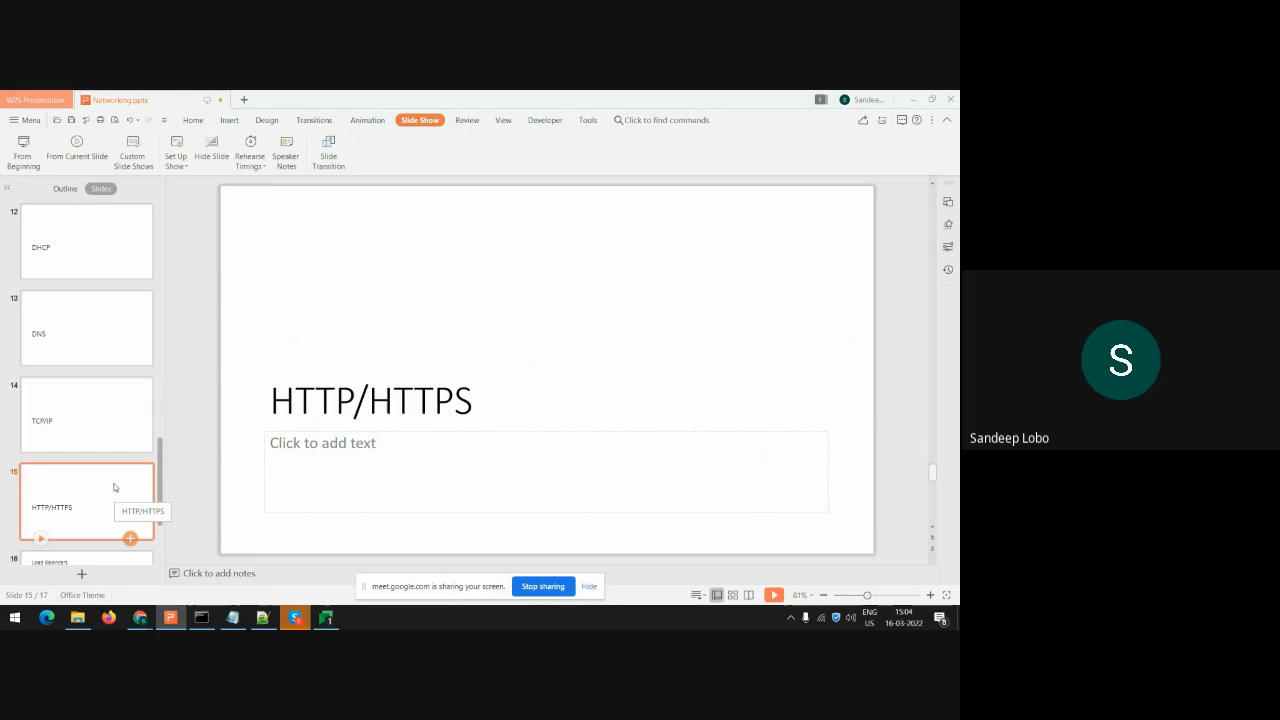 WPS Presentation
Networking.pptx
Sandee...
Menu
Home
Insert
Design
Transitions
Animation
Slide Show
Review
View
Developer
Tools
Click to find commands
From
Beginning
From Current Slide
Custom
Slide Shows
Set Up
Show
Hide Slide
Rehearse
Timings
Speaker
Notes
Slide
Transition
Outline
Slides
12
DHCP
13
DNS
14
TCP/IP
15
HTTP/HTTPS
HTTP/HTTPS
16
Load Balancers
HTTP/HTTPS
Click to add text
S
Sandeep Lobo
Click to add notes
meet.google.com is sharing your screen.
Stop sharing
Hide
Slide 15 / 17
Office Theme
81%
ENG
US
15:04
16-03-2022